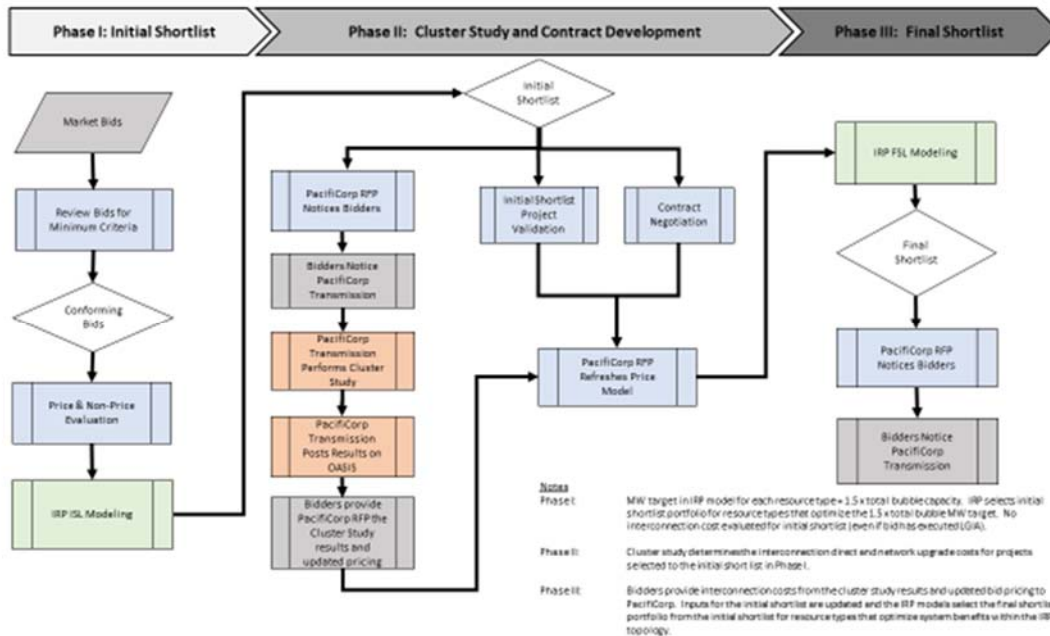 Phase I: Initial Shortlist
Phase II: Cluster Study and Contract Development
Phase III: Final Shortlist
Market Bids
Review Bids for
Minimum Criteria
Conforming
Bids
Price & Non-Price
Evaluation
IRP ISL Modeling
Initial
Shortlist
PacifiCorp RFP
Notices Bidders
Bidders Notice
PacifiCorp
Transmission
PacifiCorp
Transmission
Performs Cluster
Study
PacifiCorp
Transmission
Posts Results on
OASIS
Bidders provide
PacifiCorp RFP the
Cluster Study
results and
updated pricing
Initial Shortlist
Project
Validation
Contract
Negotiation
PacifiCorp RFP
Refreshes Price
Model
IRP FSL Modeling
Final
Shortlist
PacifiCorp RFP
Notices Bidders
Bidders Notice
PacifiCorp
Transmission
Notes
Phase I: MW target in IRP model for each resource type = 1.5 x total bubble capacity. IRP selects initial
shortlist portfolio for resource types that optimize the 1.5 x total bubble MW target. No
interconnection cost evaluated for initial shortlist (even if bid has executed LGIA).
Phase II: Cluster study determines the interconnection direct and network upgrade costs for projects
selected to the initial short list in Phase I.
Phase III: Bidders provide interconnection costs from the cluster study results and updated bid pricing to
PacifiCorp. Inputs for the initial shortlist are updated and the IRP models select the final shortlist
portfolio from the initial shortlist for resource types that optimize system benefits within the IRP
topology.